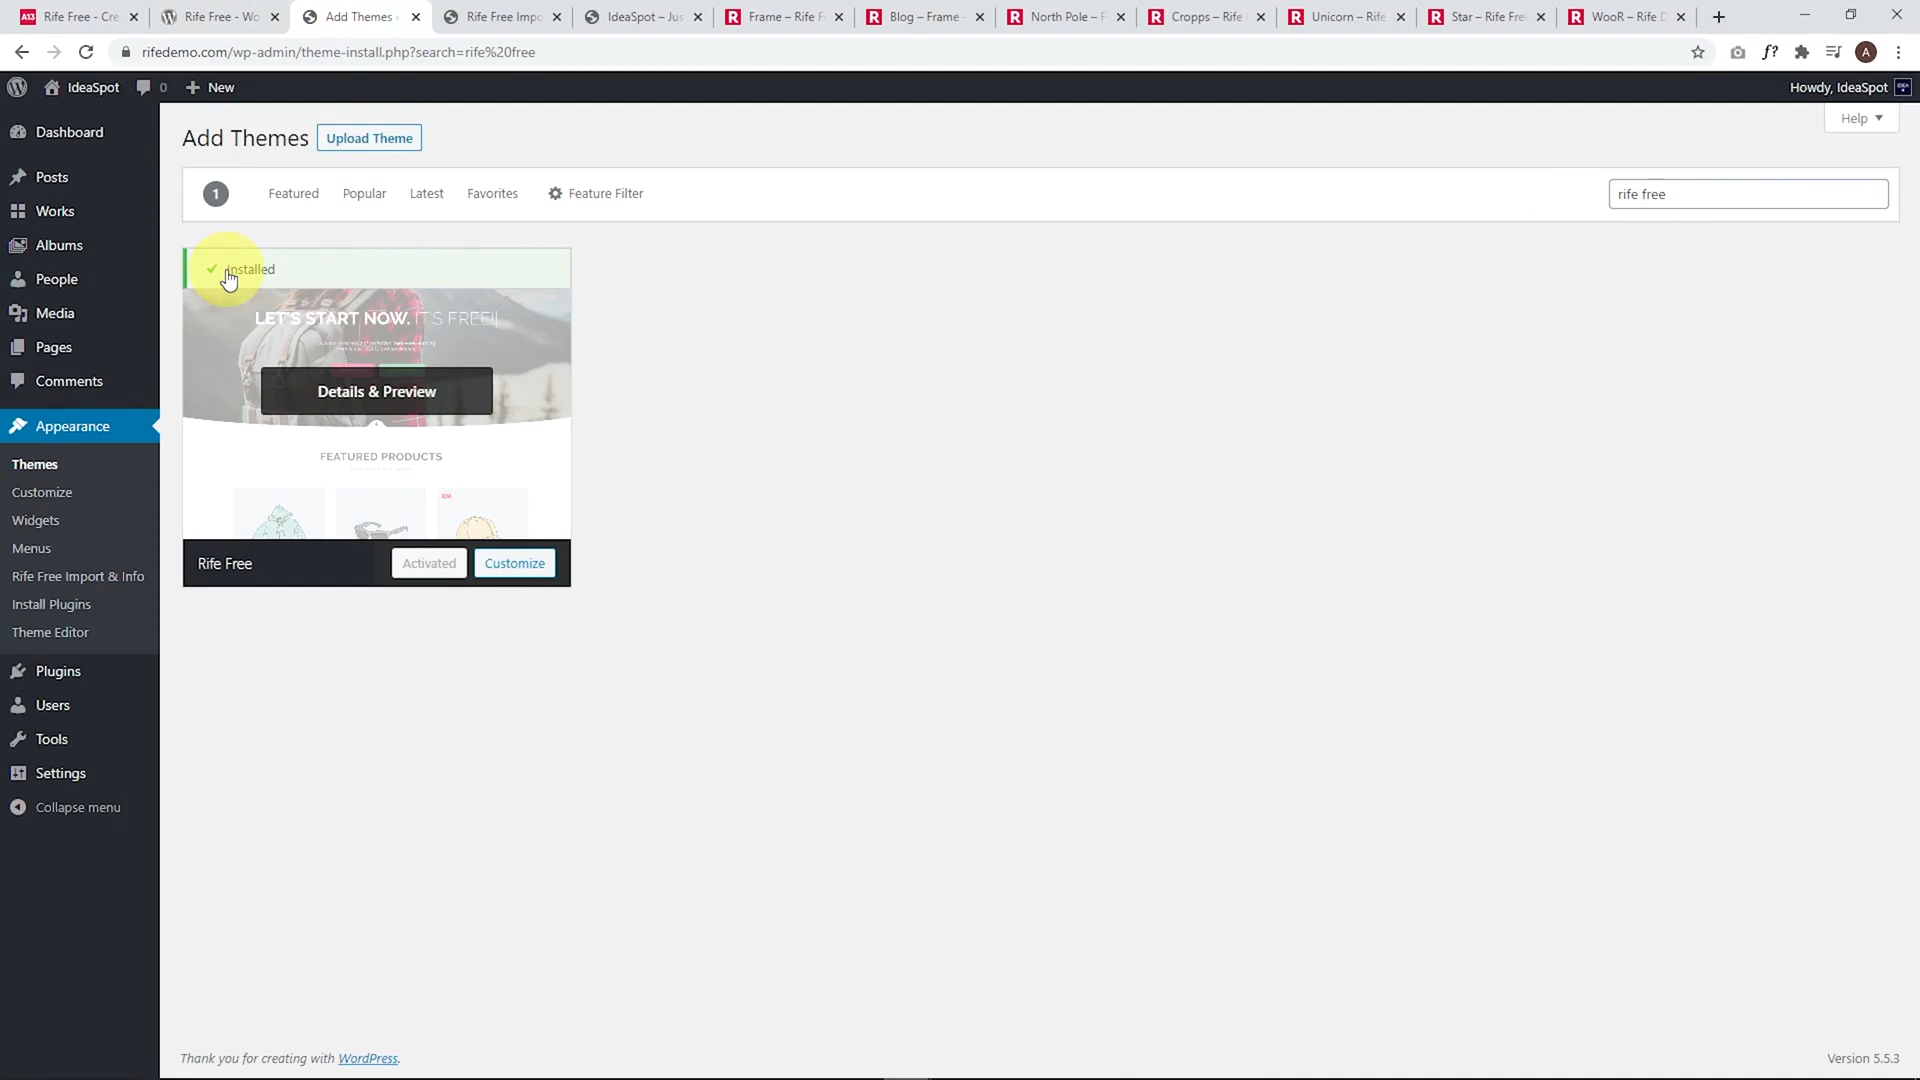 Rife Free - Cre
Rife Free - Wo
Add Themes
Rife Free Impo
IdeaSpot – Jus
Frame – Rife F
Blog – Frame
North Pole – F
Cropps – Rife
Unicorn – Rife
Star – Rife Free
WooR – Rife D
rifedemo.com/wp-admin/theme-install.php?search=rife%20free
IdeaSpot
0
New
Howdy, IdeaSpot
Dashboard
Posts
Works
Albums
People
Media
Pages
Comments
Appearance
Themes
Customize
Widgets
Menus
Rife Free Import & Info
Install Plugins
Theme Editor
Plugins
Users
Tools
Settings
Collapse menu
Help
Add Themes
Upload Theme
1
Featured
Popular
Latest
Favorites
Feature Filter
rife free
Installed
LET'S START NOW. IT'S FREE!
Details & Preview
FEATURED PRODUCTS
Rife Free
Activated
Customize
Thank you for creating with WordPress.
Version 5.5.3